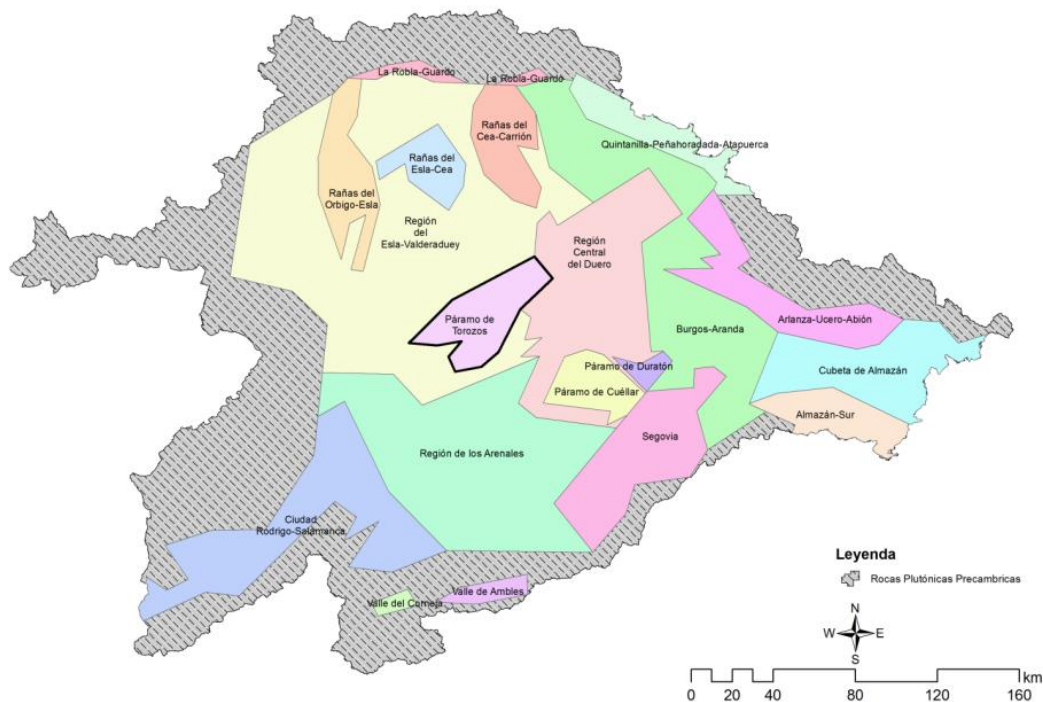 La Robla-Guardo
La Robla-Guardo
Rañas del
Cea-Carrión
Quintanilla-Peñahoradada-Atapuerca
Rañas del
Esla-Cea
Rañas del
Orbigo-Esla
Región
del
Esla-Valderaduey
Región
Central
del Duero
Páramo de
Torozos
Arlanza-Ucero-Abión
Burgos-Aranda
Páramo de Duratón
Cubeta de Almazán
Páramo de Cuéllar
Almazán-Sur
Segovia
Región de los Arenales
Ciudad
Rodrigo-Salamanca
Valle de Ambles
Valle del Corneja
Leyenda
Rocas Plutónicas Precambricas
N
W E
S
km
0 20 40 80 120 160